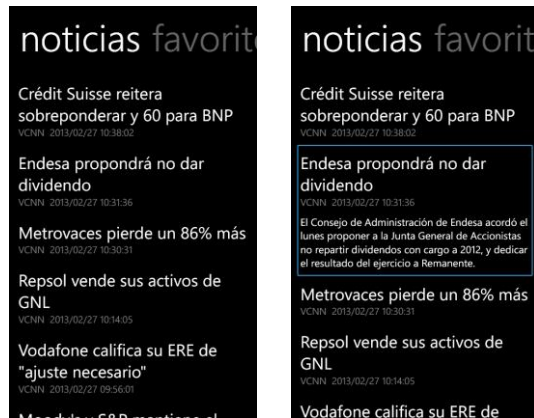 noticias favorit
Crédit Suisse reitera
sobreponderar y 60 para BNP
VCNN 2013/02/27 10:38:02
Endesa propondrá no dar
dividendo
VCNN 2013/02/27 10:31:36
Metrovaces pierde un 86% más
VCNN 2013/02/27 10:30:31
Repsol vende sus activos de
GNL
VCNN 2013/02/27 10:14:05
Vodafone califica su ERE de
"ajuste necesario"
VCNN 2013/02/27 09:56:01
Moody's y S&P mantiene el
noticias favorit
Crédit Suisse reitera
sobreponderar y 60 para BNP
VCNN 2013/02/27 10:38:02
Endesa propondrá no dar
dividendo
VCNN 2013/02/27 10:31:36
El Consejo de Administración de Endesa acordó el
lunes proponer a la Junta General de Accionistas
no repartir dividendos con cargo a 2012, y dedicar
el resultado del ejercicio a Remanente.
Metrovaces pierde un 86% más
VCNN 2013/02/27 10:30:31
Repsol vende sus activos de
GNL
VCNN 2013/02/27 10:14:05
Vodafone califica su ERE de